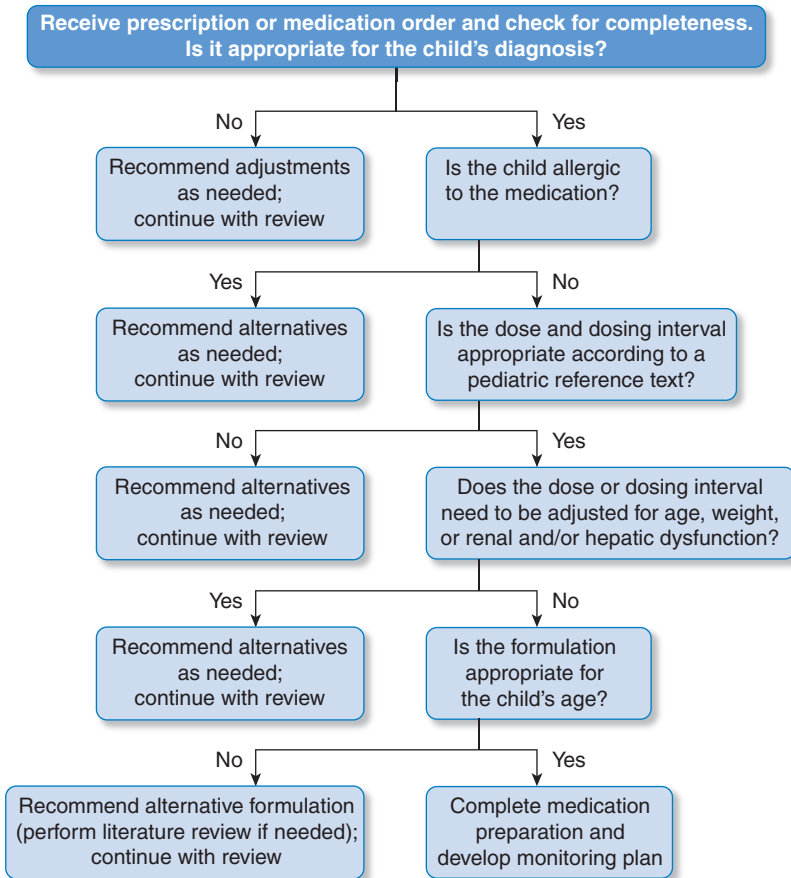 Receive prescription or medication order and check for completeness.
Is it appropriate for the child's diagnosis?
No
Yes
Recommend adjustments
as needed;
continue with review
Is the child allergic
to the medication?
Yes
No
Recommend alternatives
as needed;
continue with review
Is the dose and dosing interval
appropriate according to a
pediatric reference text?
No
Yes
Recommend alternatives
as needed;
continue with review
Does the dose or dosing interval
need to be adjusted for age, weight,
or renal and/or hepatic dysfunction?
Yes
No
Recommend alternatives
as needed;
continue with review
Is the formulation
appropriate for
the child's age?
No
Yes
Recommend alternative formulation
(perform literature review if needed);
continue with review
Complete medication
preparation and
develop monitoring plan